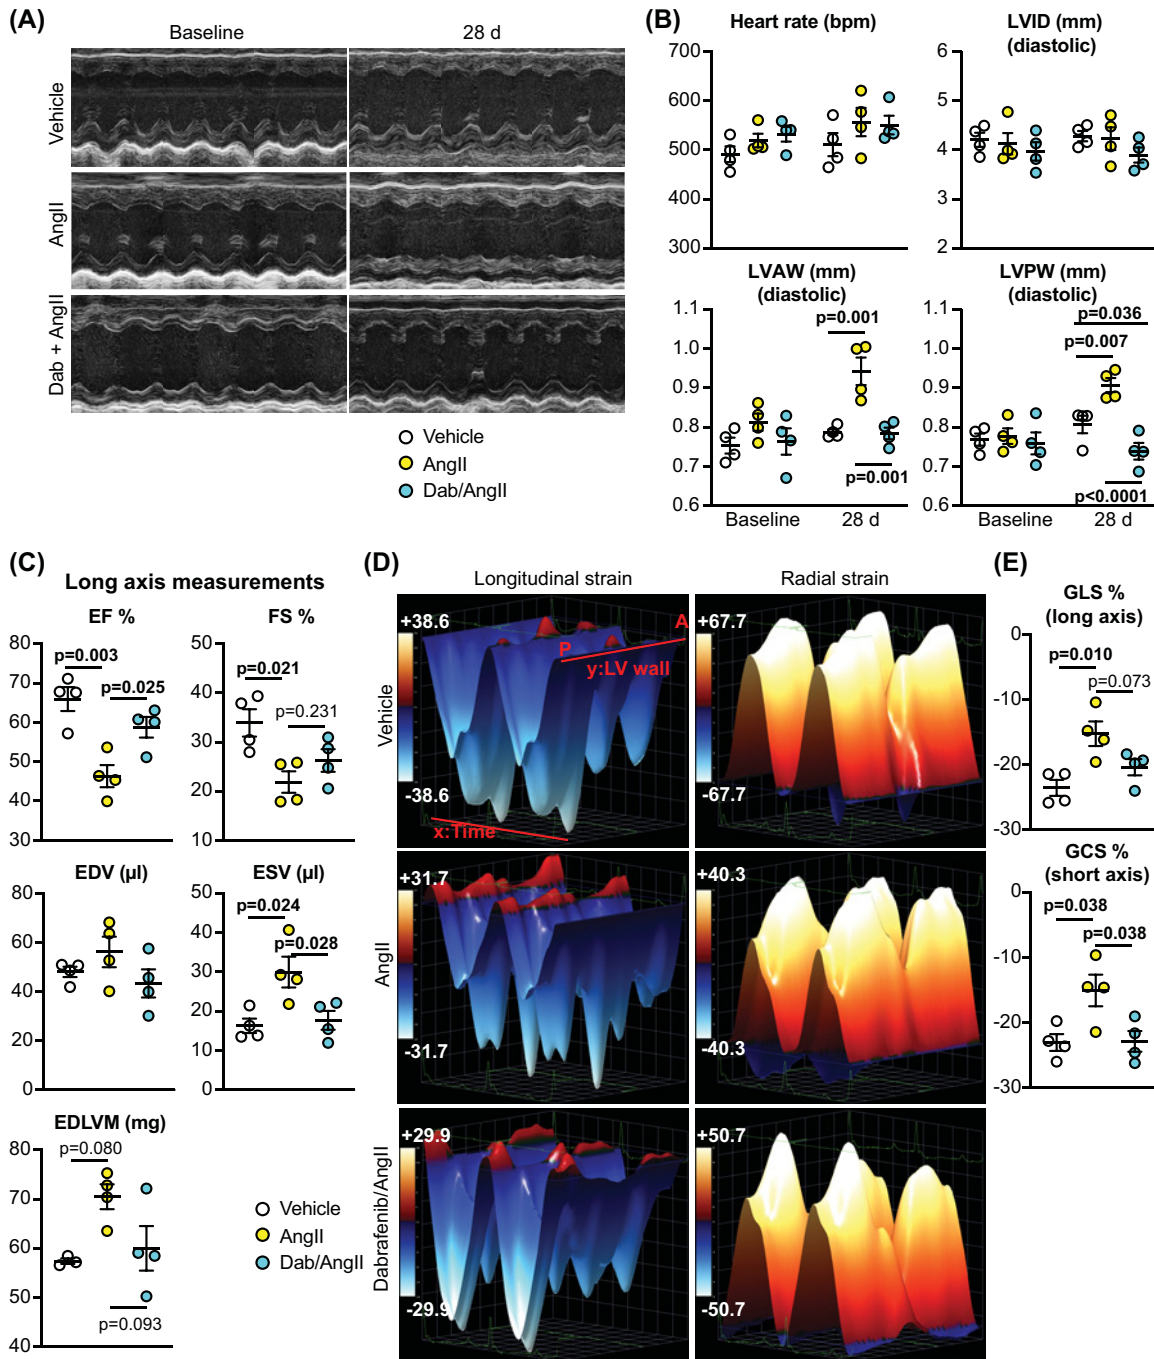 (A)
Baseline
28 d
Vehicle
AngII
Dab + AngII
Vehicle
AngII
Dab/AngII
(B)
Heart rate (bpm)
700
600
500
400
300
LVID (mm)
(diastolic)
6
5
4
3
2
LVAW (mm)
(diastolic)
1.1
1.0
0.9
0.8
0.7
0.6
p=0.001
p=0.001
Baseline
28 d
LVPW (mm)
(diastolic)
1.1
1.0
0.9
0.8
0.7
0.6
p=0.036
p=0.007
p<0.0001
Baseline
28 d
(C)
Long axis measurements
EF %
80
70
60
50
40
30
p=0.003
p=0.025
FS %
50
40
30
20
10
p=0.021
p=0.231
EDV (µl)
80
60
40
20
0
ESV (µl)
50
40
30
20
10
0
p=0.024
p=0.028
EDLVM (mg)
80
70
60
50
40
p=0.080
p=0.093
Vehicle
AngII
Dab/AngII
(D)
Longitudinal strain
Radial strain
Vehicle
+38.6
-38.6
A
P
y:LV wall
x:Time
+67.7
-67.7
AngII
+31.7
-31.7
+40.3
-40.3
Dabrafenib/AngII
+29.9
-29.9
+50.7
-50.7
(E)
GLS %
(long axis)
0
-10
-20
-30
p=0.010
p=0.073
GCS %
(short axis)
0
-10
-20
-30
p=0.038
p=0.038